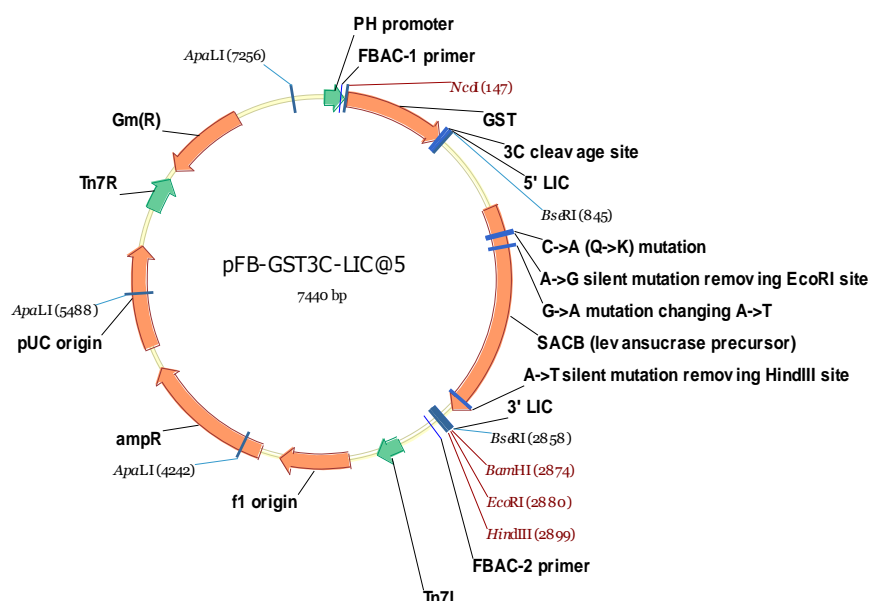 PH promoter
FBAC-1 primer
ApaLI (7256)
NcoI (147)
Gm(R)
GST
3C cleavage site
5' LIC
Tn7R
BseRI (845)
C->A (Q->K) mutation
pFB-GST3C-LIC@5
A->G silent mutation removing EcoRI site
7440 bp
G->A mutation changing A->T
ApaLI (5488)
pUC origin
SACB (levansucrase precursor)
A->T silent mutation removing HindIII site
3' LIC
ampR
BseRI (2858)
ApaLI (4242)
BamHI (2874)
f1 origin
EcoRI (2880)
HindIII (2899)
FBAC-2 primer
Tn7L